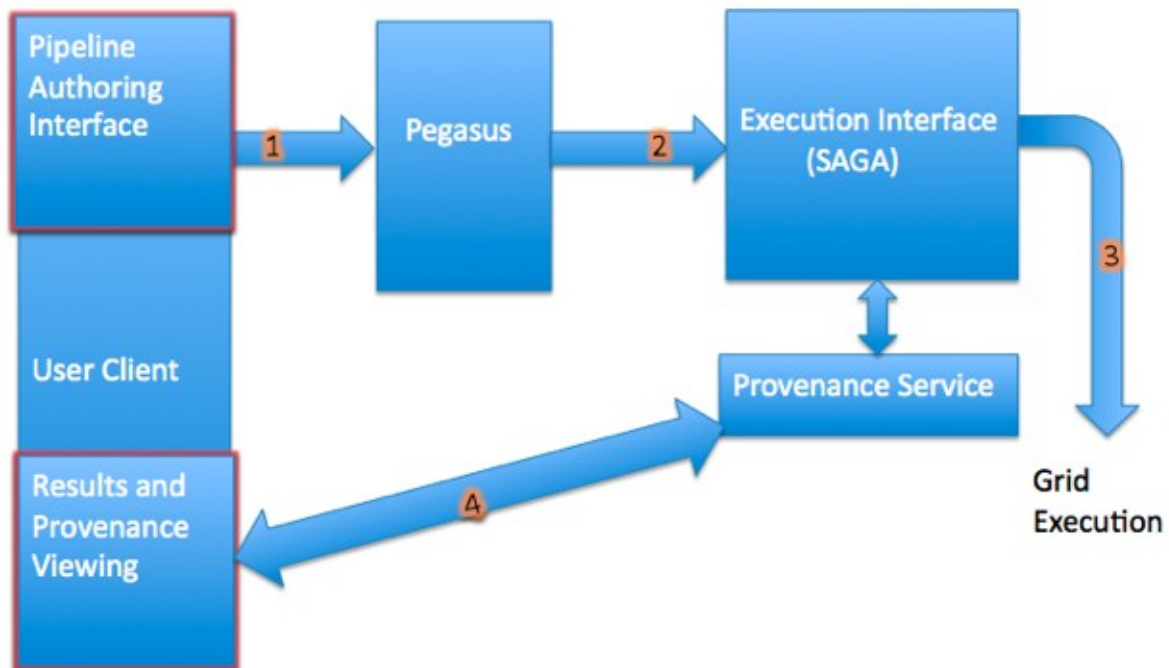 Pipeline
Authoring
Interface
1
Pegasus
2
Execution Interface
(SAGA)
3
User Client
Provenance Service
Results and
Provenance
Viewing
4
Grid
Execution